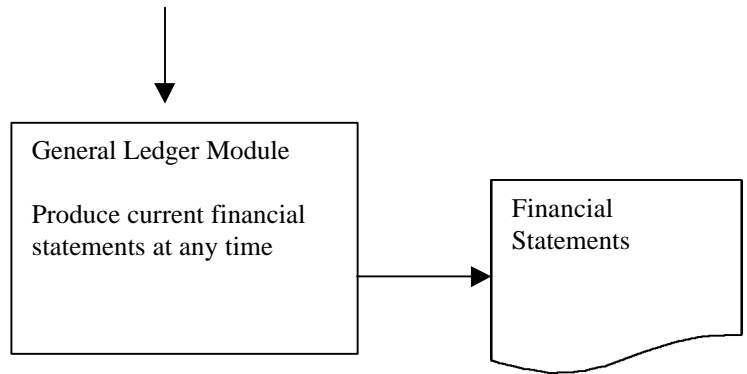 General Ledger Module
Produce current financial
statements at any time
Financial
Statements